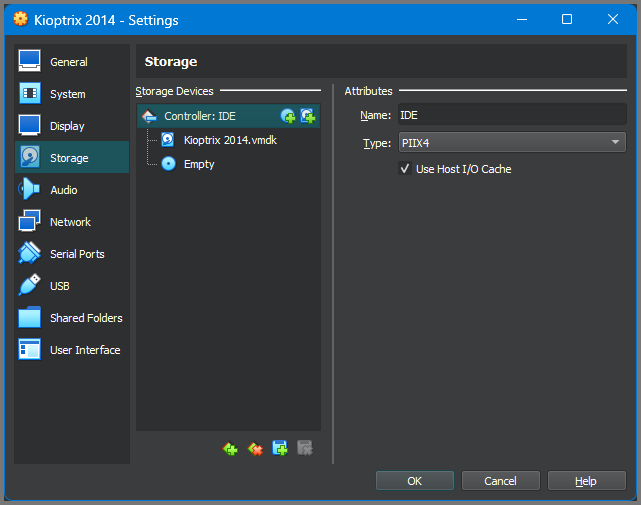 Kioptrix 2014 - Settings
General
System
Display
Storage
Audio
Network
Serial Ports
USB
Shared Folders
User Interface
Storage
Storage Devices
Controller: IDE
Kioptrix 2014.vmdk
Empty
Attributes
Name: IDE
Type: PIIX4
Use Host I/O Cache
OK
Cancel
Help